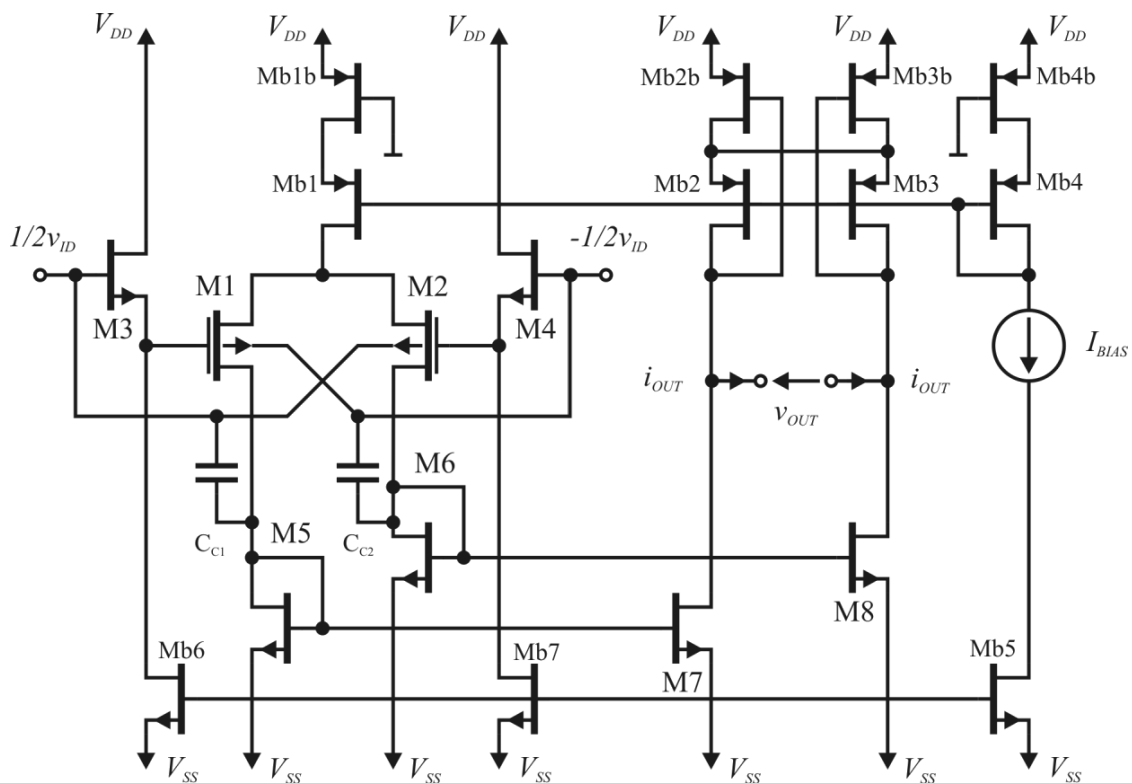 V_DD V_DD V_DD V_DD V_DD V_DD
Mb1b Mb2b Mb3b Mb4b
Mb1 Mb2 Mb3 Mb4
1/2v_ID -1/2v_ID
M1 M2
M3 M4
I_BIAS
i_OUT i_OUT
v_OUT
M6
C_C1 M5 C_C2
M8
Mb6 Mb7 M7 Mb5
V_SS V_SS V_SS V_SS V_SS V_SS V_SS